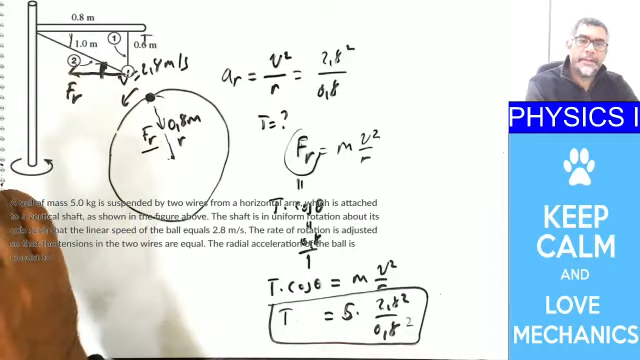 0.8 m
1
T
1.0 m
0.6 m
2
2,8 m/s
Fr
0,8m
r
Fr
ar = v²/r = 2,8²/0,8
T=?
Fr = m v²/r
=
T · cosθ
=
0,8/1
A ball of mass 5.0 kg is suspended by two wires from a horizontal arm, which is attached
to a vertical shaft, as shown in the figure above. The shaft is in uniform rotation about its
axis such that the linear speed of the ball equals 2.8 m/s. The rate of rotation is adjusted
so that the tensions in the two wires are equal. The radial acceleration of the ball is
T · cosθ = m v²/r
T = 5 · 2,8²/0,8²
PHYSICS I
KEEP
CALM
AND
LOVE
MECHANICS